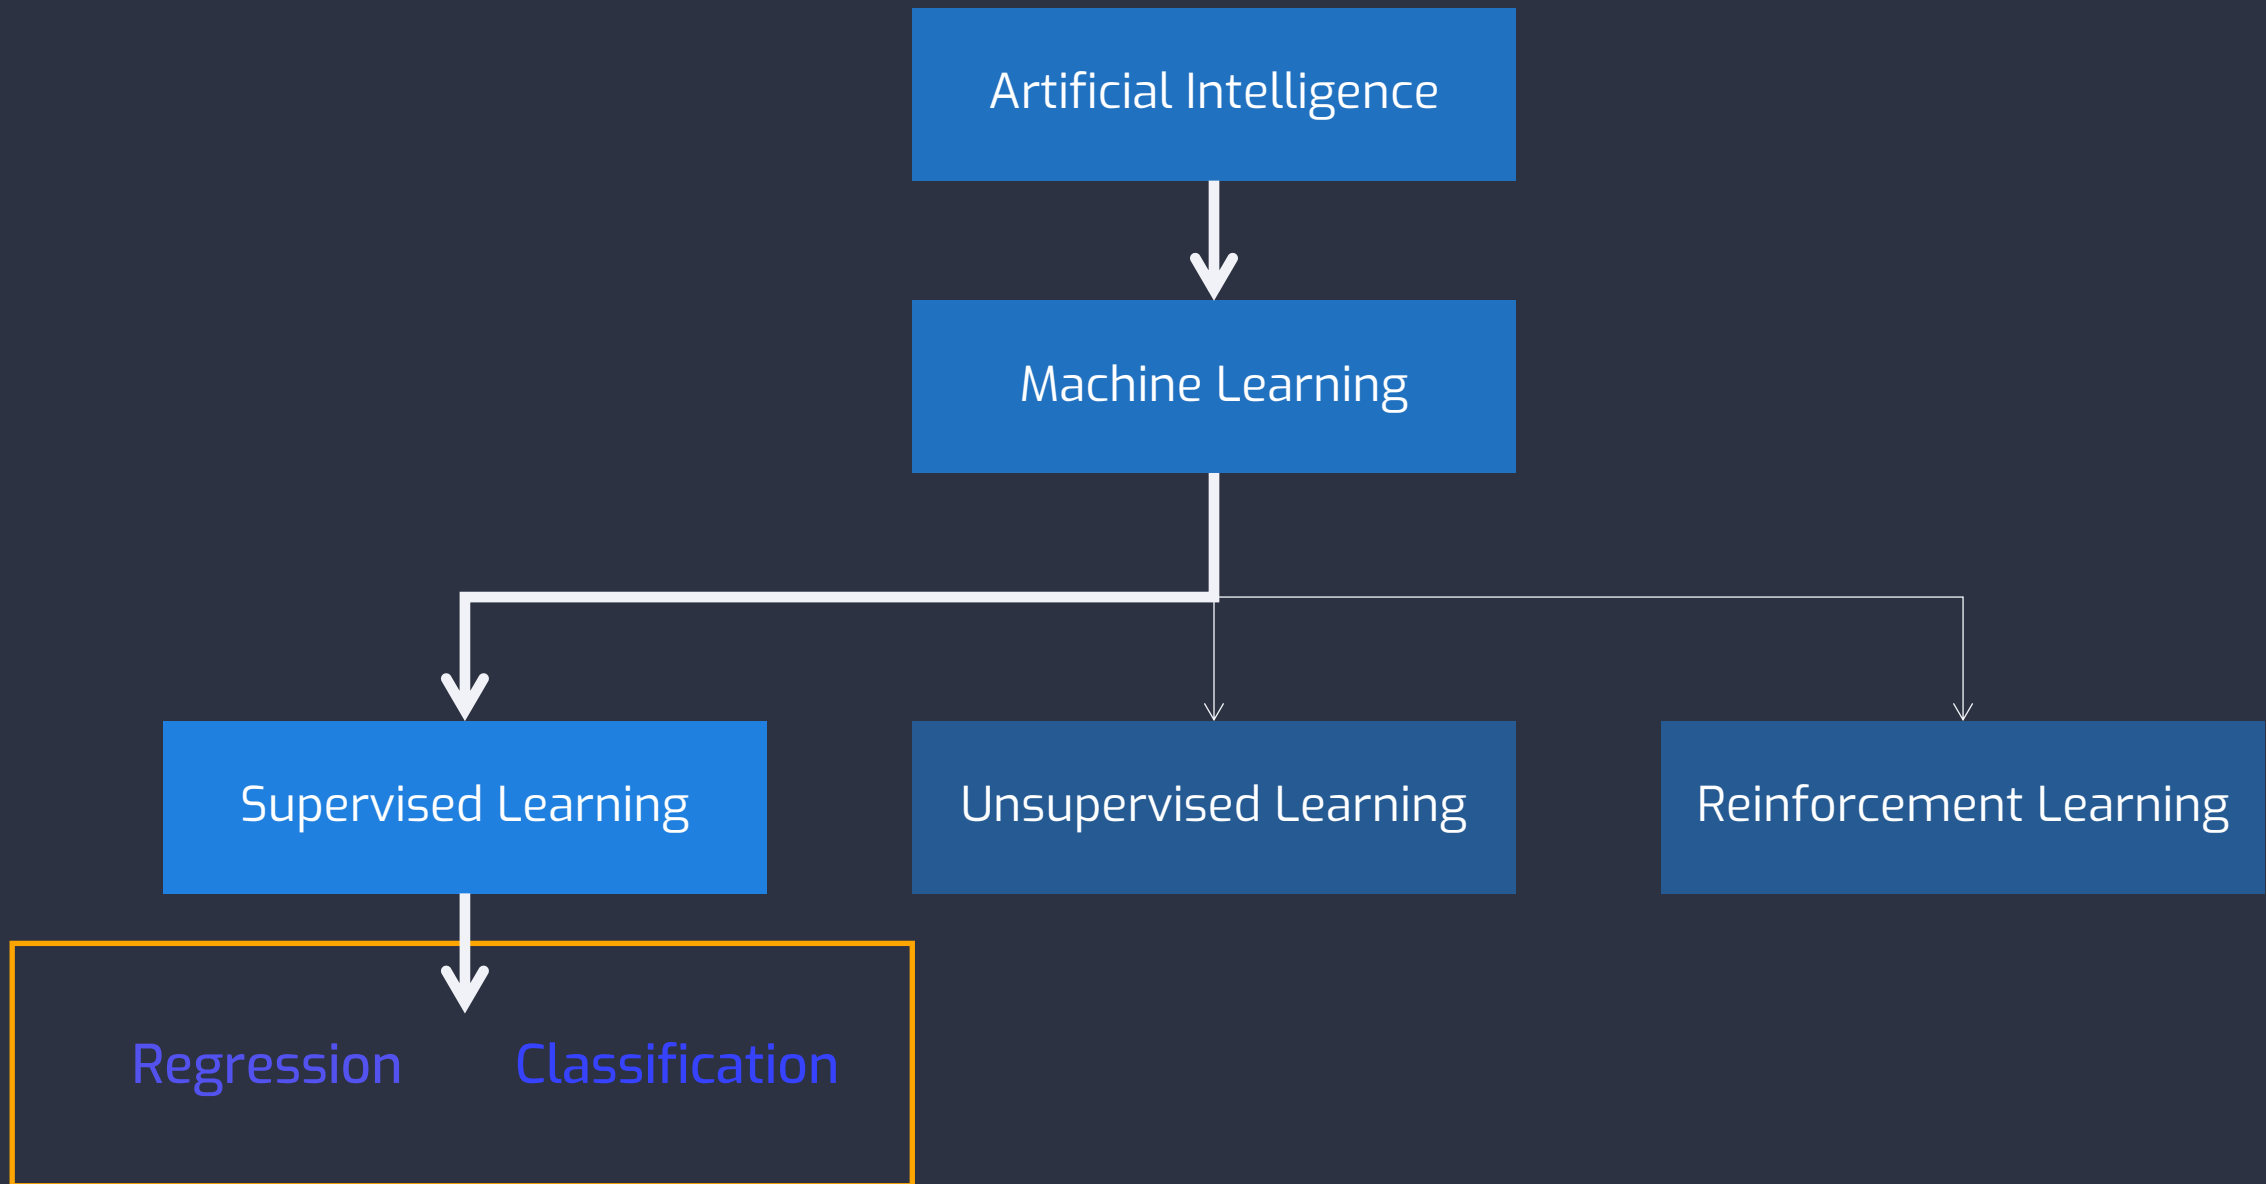 Artificial Intelligence
Machine Learning
Supervised Learning
Unsupervised Learning
Reinforcement Learning
Regression
Classification